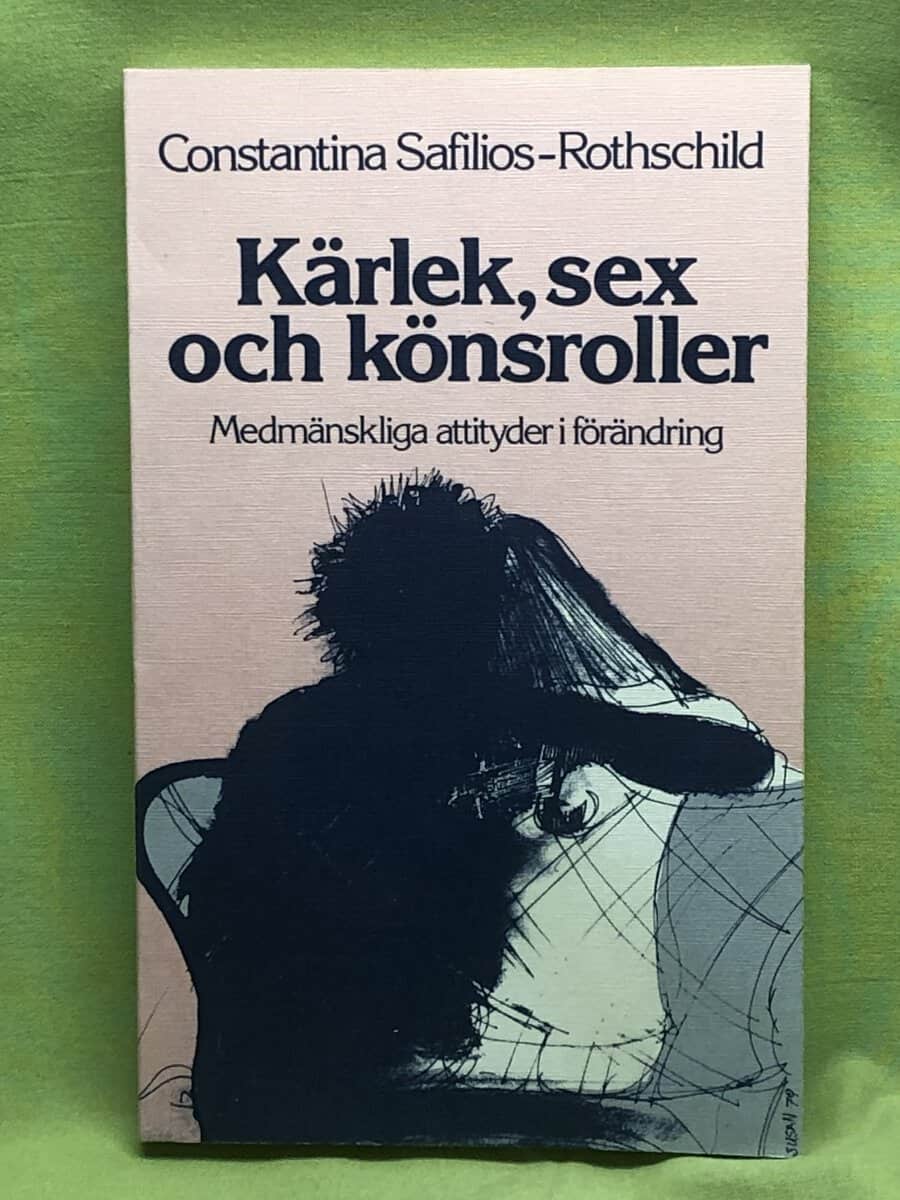 Constantina Safilios-Rothschild
Kärlek, sex
och könsroller
Medmänskliga attityder i förändring